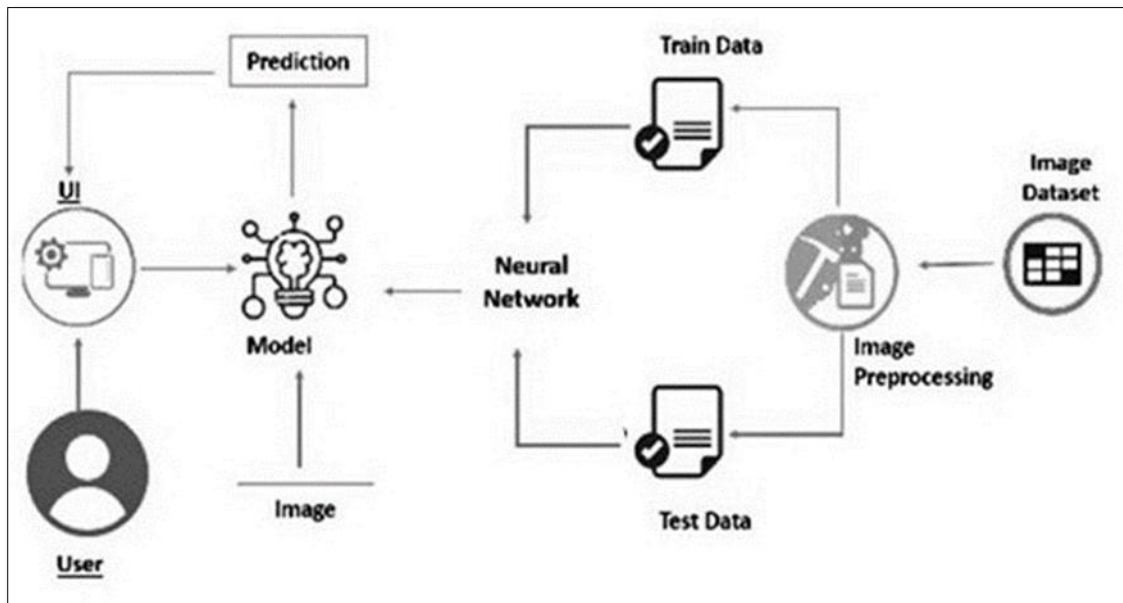 Prediction
Train Data
UI
Image
Dataset
Neural
Network
Model
Image
Preprocessing
Image
Test Data
User